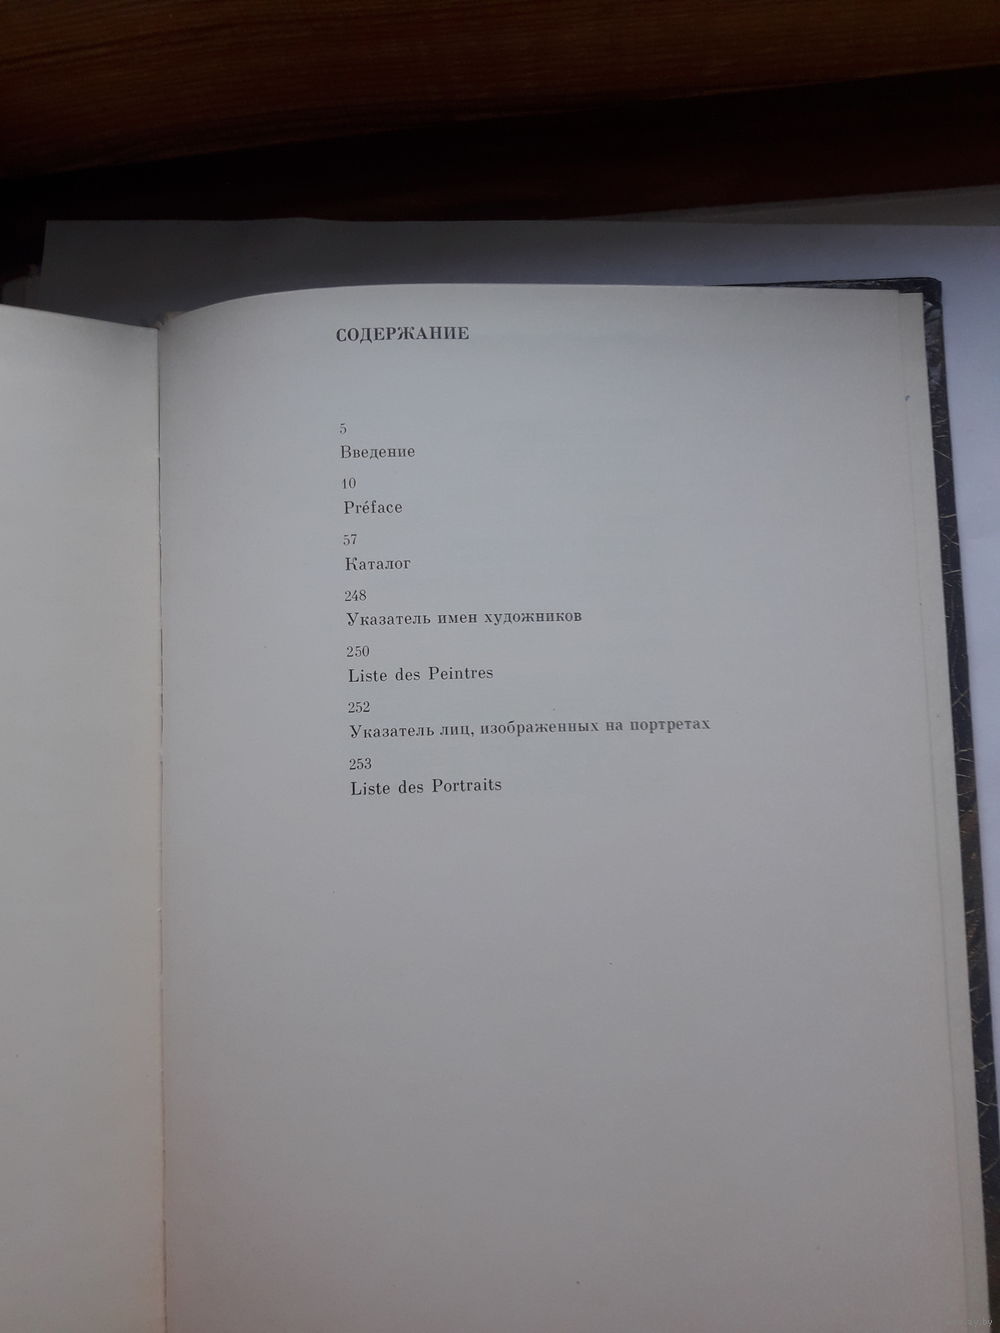 СОДЕРЖАНИЕ
5
Введение
10
Préface
57
Каталог
248
Указатель имен художников
250
Liste des Peintres
252
Указатель лиц, изображенных на портретах
253
Liste des Portraits